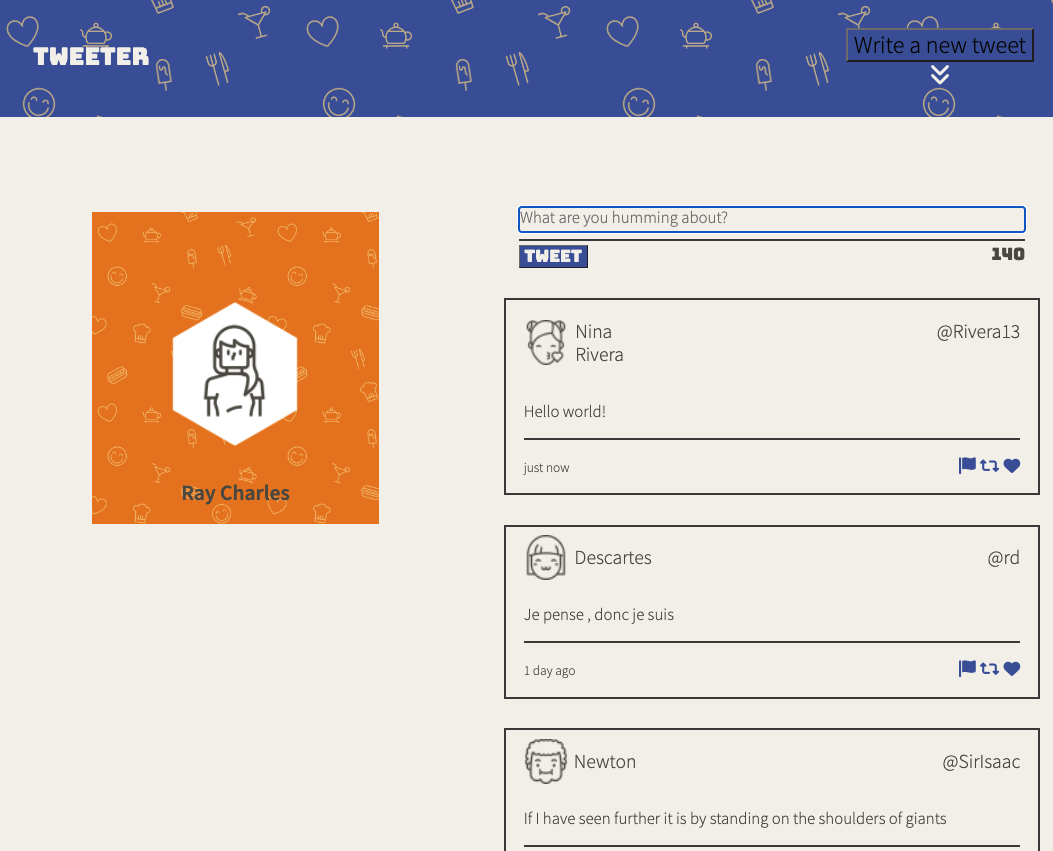 TWEETER
Write a new tweet
Ray Charles
What are you humming about?
TWEET
140
Nina
Rivera
@Rivera13
Hello world!
just now
Descartes
@rd
Je pense , donc je suis
1 day ago
Newton
@SirIsaac
If I have seen further it is by standing on the shoulders of giants